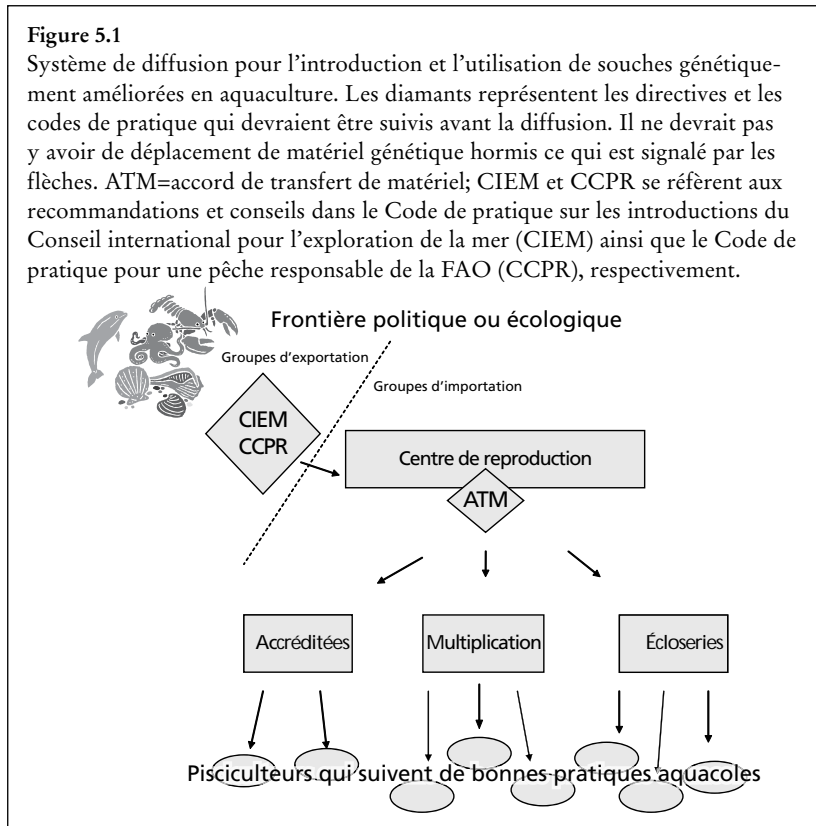 Figure 5.1
Système de diffusion pour l'introduction et l'utilisation de souches génétique-
ment améliorées en aquaculture. Les diamants représentent les directives et les
codes de pratique qui devraient être suivis avant la diffusion. Il ne devrait pas
y avoir de déplacement de matériel génétique hormis ce qui est signalé par les
flèches. ATM=accord de transfert de matériel; CIEM et CCPR se réfèrent aux
recommandations et conseils dans le Code de pratique sur les introductions du
Conseil international pour l'exploration de la mer (CIEM) ainsi que le Code de
pratique pour une pêche responsable de la FAO (CCPR), respectivement.
Frontière politique ou écologique
Groupes d'exportation
Groupes d'importation
CIEM
CCPR
Centre de reproduction
ATM
Accréditées
Multiplication
Écloseries
Pisciculteurs qui suivent de bonnes pratiques aquacoles